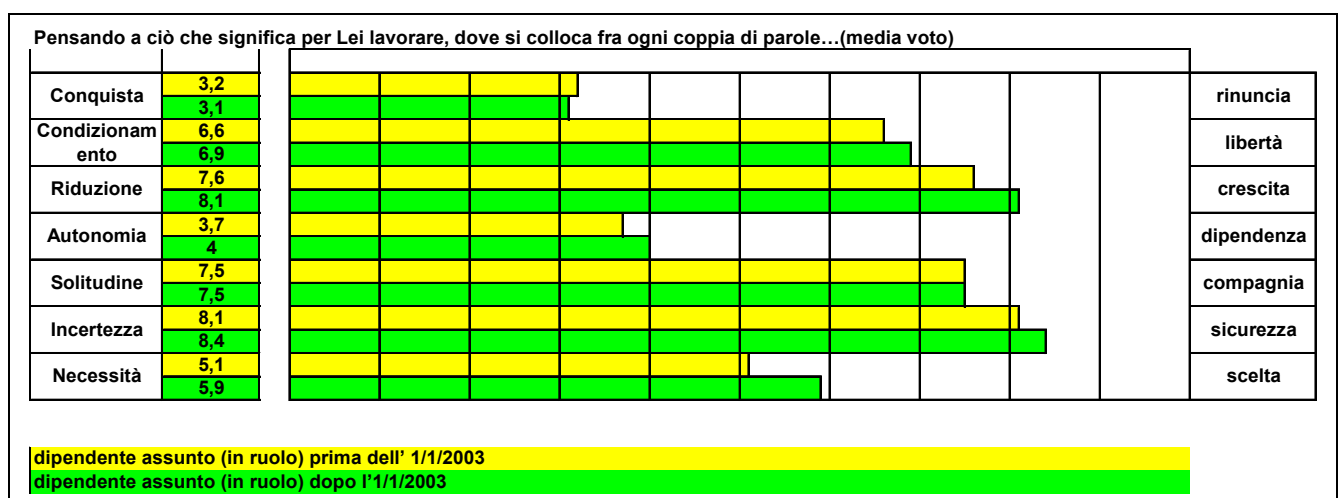 Pensando a ciò che significa per Lei lavorare, dove si colloca fra ogni coppia di parole…(media voto)
Conquista 3,2 rinuncia
3,1
Condizionam 6,6 libertà
ento 6,9
Riduzione 7,6 crescita
8,1
Autonomia 3,7 dipendenza
4
Solitudine 7,5 compagnia
7,5
Incertezza 8,1 sicurezza
8,4
Necessità 5,1 scelta
5,9
dipendente assunto (in ruolo) prima dell' 1/1/2003
dipendente assunto (in ruolo) dopo l'1/1/2003